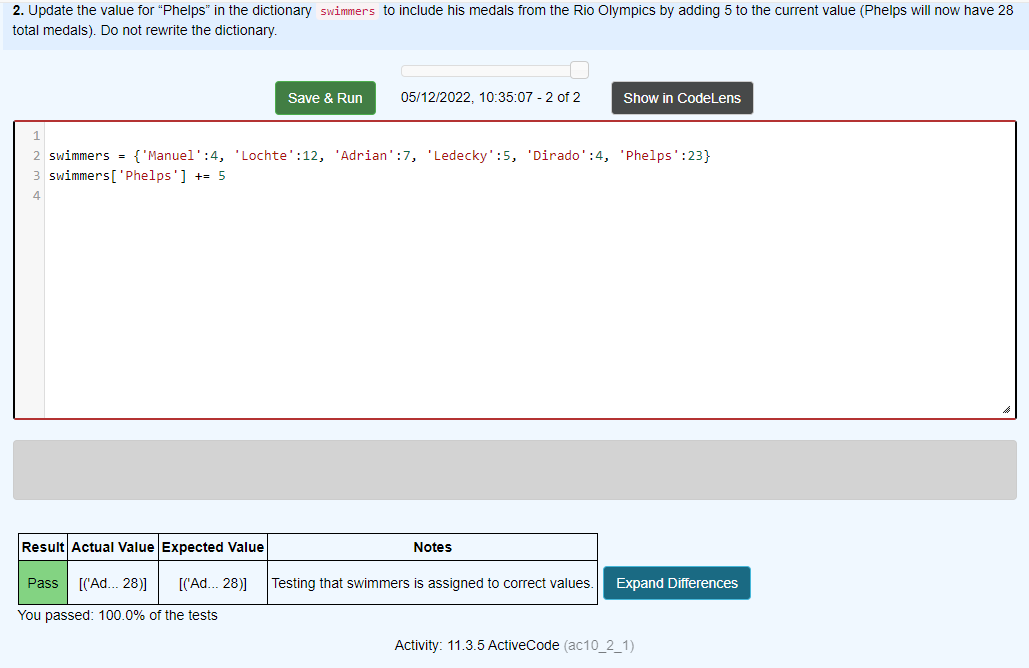 2. Update the value for “Phelps” in the dictionary swimmers to include his medals from the Rio Olympics by adding 5 to the current value (Phelps will now have 28
total medals). Do not rewrite the dictionary.
Save & Run 05/12/2022, 10:35:07 - 2 of 2 Show in CodeLens
1
2 swimmers = {'Manuel':4, 'Lochte':12, 'Adrian':7, 'Ledecky':5, 'Dirado':4, 'Phelps':23}
3 swimmers['Phelps'] += 5
4
Result Actual Value Expected Value Notes
Pass [('Ad... 28)] [('Ad... 28)] Testing that swimmers is assigned to correct values. Expand Differences
You passed: 100.0% of the tests
Activity: 11.3.5 ActiveCode (ac10_2_1)